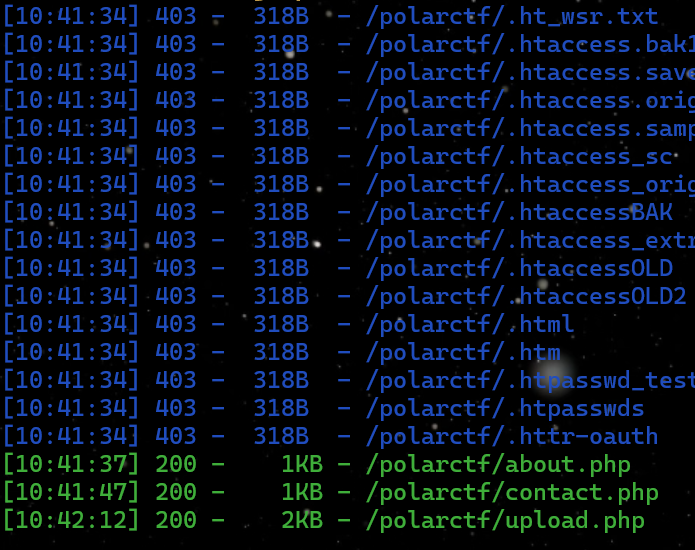 [10:41:34] 403 -  318B  - /polarctf/.ht_wsr.txt
[10:41:34] 403 -  318B  - /polarctf/.htaccess.bak1
[10:41:34] 403 -  318B  - /polarctf/.htaccess.save
[10:41:34] 403 -  318B  - /polarctf/.htaccess.orig
[10:41:34] 403 -  318B  - /polarctf/.htaccess.samp
[10:41:34] 403 -  318B  - /polarctf/.htaccess_sc
[10:41:34] 403 -  318B  - /polarctf/.htaccess_orig
[10:41:34] 403 -  318B  - /polarctf/.htaccessBAK
[10:41:34] 403 -  318B  - /polarctf/.htaccess_extr
[10:41:34] 403 -  318B  - /polarctf/.htaccessOLD
[10:41:34] 403 -  318B  - /polarctf/.htaccessOLD2
[10:41:34] 403 -  318B  - /polarctf/.html
[10:41:34] 403 -  318B  - /polarctf/.htm
[10:41:34] 403 -  318B  - /polarctf/.htpasswd_test
[10:41:34] 403 -  318B  - /polarctf/.htpasswds
[10:41:34] 403 -  318B  - /polarctf/.httr-oauth
[10:41:37] 200 -    1KB - /polarctf/about.php
[10:41:47] 200 -    1KB - /polarctf/contact.php
[10:42:12] 200 -    2KB - /polarctf/upload.php